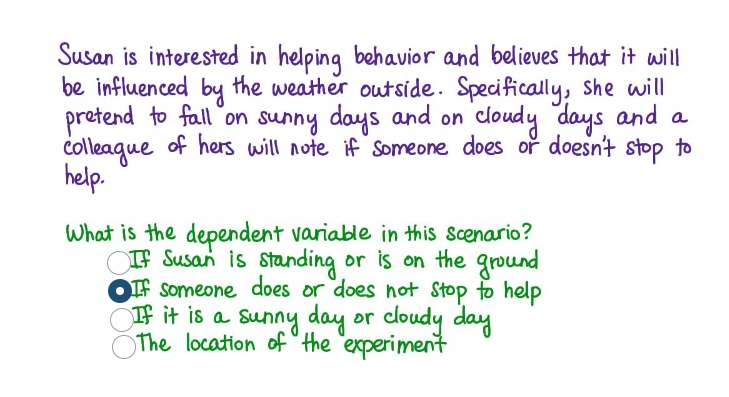 Susan is interested in helping behavior and believes that it will
be influenced by the weather outside. Specifically, she will
pretend to fall on sunny days and on cloudy days and a
colleague of hers will note if someone does or doesn't stop to
help.
What is the dependent variable in this scenario?
If Susan is standing or is on the ground
If someone does or does not stop to help
If it is a sunny day or cloudy day
The location of the experiment